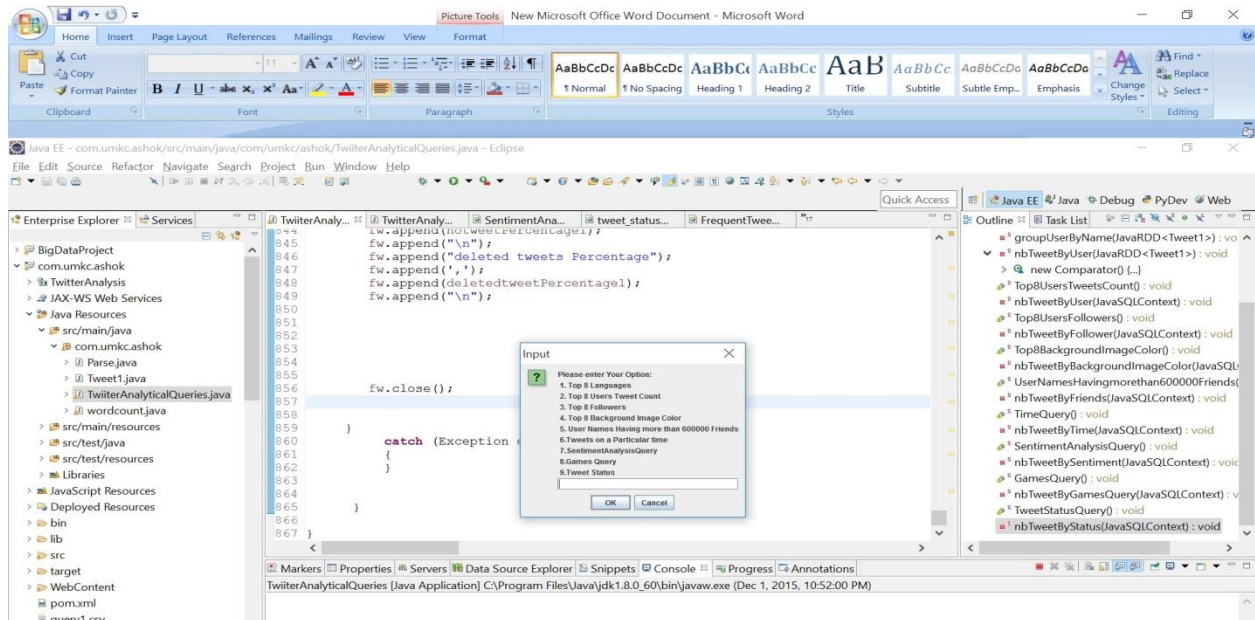 Picture Tools New Microsoft Office Word Document - Microsoft Word
Home Insert Page Layout References Mailings Review View Format
Cut
Copy
Format Painter
Paste
Clipboard
11
B I U abc x₂ x² Aa
Font
Paragraph
AaBbCcDc AaBbCcDc AaBbCc AaBbCc AaB AaBbCc. AaBbCcDa AaBbCcDa
¶ Normal ¶ No Spacing Heading 1 Heading 2 Title Subtitle Subtle Emp... Emphasis
Change Styles
Styles
Find
Replace
Select
Editing
Java EE - com.umkc.ashok/src/main/java/com/umkc/ashok/TwiiterAnalyticalQueries.java - Eclipse
File Edit Source Refactor Navigate Search Project Run Window Help
Quick Access
Java EE Java Debug PyDev Web
Enterprise Explorer Services
BigDataProject
com.umkc.ashok
TwitterAnalysis
JAX-WS Web Services
Java Resources
src/main/java
com.umkc.ashok
Parse.java
Tweet1.java
TwiiterAnalyticalQueries.java
wordcount.java
src/main/resources
src/test/java
src/test/resources
Libraries
JavaScript Resources
Deployed Resources
bin
lib
src
target
WebContent
pom.xml
query1.csv
TwiiterAnaly... TwitterAnaly... SentimentAna... tweet_status... FrequentTwee... 17
844 fw.append(notweetPercentage1);
845 fw.append("\n");
846 fw.append("deleted tweets Percentage");
847 fw.append(',');
848 fw.append(deletedtweetPercentage1);
849 fw.append("\n");
850
851
852
853
854
855
856 fw.close();
857
858
859 }
860 catch (Exception
861 {
862 }
863
864
865 }
866
867 }
Input
Please enter Your Option:
1. Top 8 Languages
2. Top 8 Users Tweet Count
3. Top 8 Followers
4. Top 8 Background Image Color
5. User Names Having more than 600000 Friends
6.Tweets on a Particular time
7.SentimentAnalysisQuery
8.Games Query
9.Tweet Status
OK Cancel
Outline Task List
groupUserByName(JavaRDD<Tweet1>) : vo
nbTweetByUser(JavaRDD<Tweet1>) : void
new Comparator() {...}
Top8UsersTweetsCount() : void
nbTweetByUser(JavaSQLContext) : void
Top8UsersFollowers() : void
nbTweetByFollower(JavaSQLContext) : void
Top8BackgroundImageColor() : void
nbTweetByBackgroundImageColor(JavaSQL
UserNamesHavingmorethan600000Friends(
nbTweetByFriends(JavaSQLContext) : void
TimeQuery() : void
nbTweetByTime(JavaSQLContext) : void
SentimentAnalysisQuery() : void
nbTweetBySentiment(JavaSQLContext) : voic
GamesQuery() : void
nbTweetByGamesQuery(JavaSQLContext) : v
TweetStatusQuery() : void
nbTweetByStatus(JavaSQLContext) : void
Markers Properties Servers Data Source Explorer Snippets Console Progress Annotations
TwiiterAnalyticalQueries [Java Application] C:\Program Files\Java\jdk1.8.0_60\bin\javaw.exe (Dec 1, 2015, 10:52:00 PM)